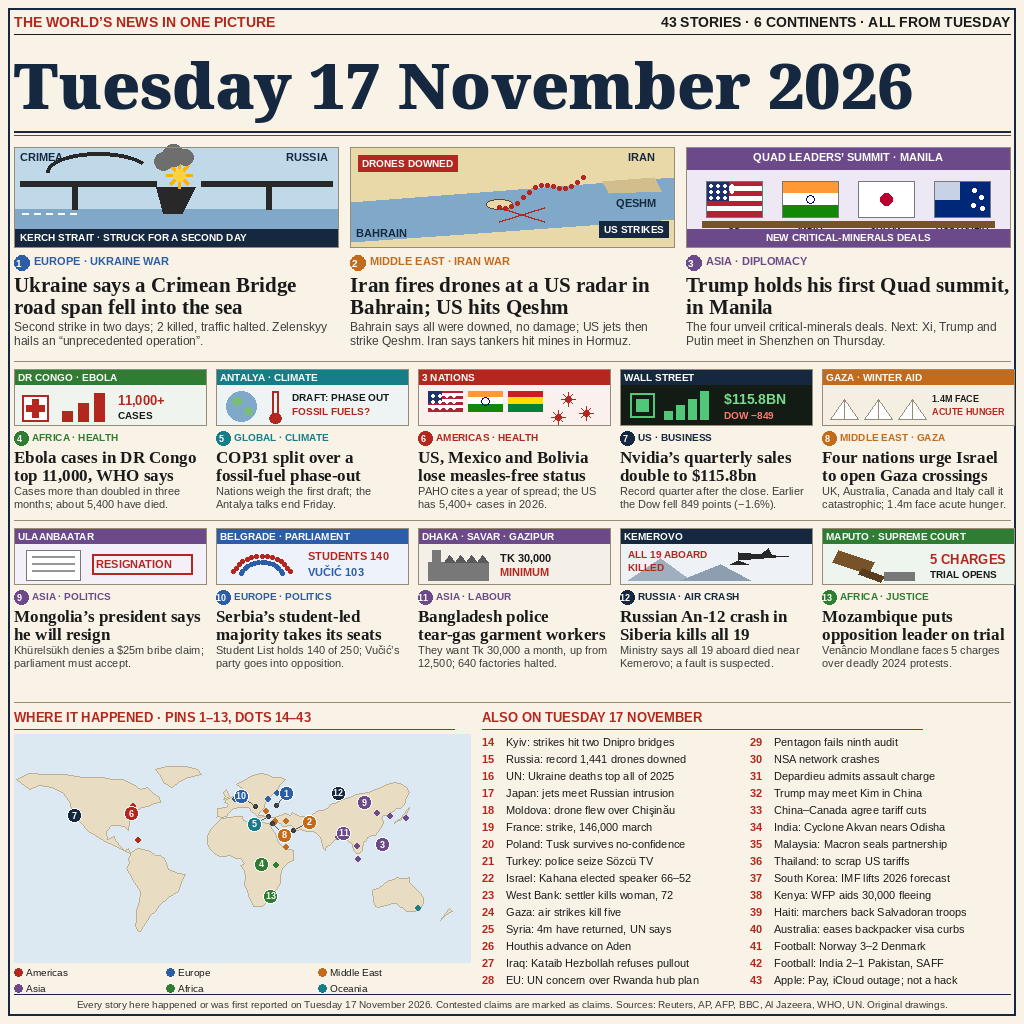 THE WORLD’S NEWS IN ONE PICTURE
43 STORIES · 6 CONTINENTS · ALL FROM TUESDAY
Tuesday 17 November 2026
CRIMEA
RUSSIA
KERCH STRAIT · STRUCK FOR A SECOND DAY
DRONES DOWNED
IRAN
QESHM
BAHRAIN
US STRIKES
QUAD LEADERS’ SUMMIT · MANILA
NEW CRITICAL-MINERALS DEALS
1 EUROPE · UKRAINE WAR
Ukraine says a Crimean Bridge
road span fell into the sea
Second strike in two days; 2 killed, traffic halted. Zelenskyy
hails an “unprecedented operation”.
2 MIDDLE EAST · IRAN WAR
Iran fires drones at a US radar in
Bahrain; US hits Qeshm
Bahrain says all were downed, no damage; US jets then
strike Qeshm. Iran says tankers hit mines in Hormuz.
3 ASIA · DIPLOMACY
Trump holds his first Quad summit,
in Manila
The four unveil critical-minerals deals. Next: Xi, Trump and
Putin meet in Shenzhen on Thursday.
DR CONGO · EBOLA
11,000+
CASES
4 AFRICA · HEALTH
Ebola cases in DR Congo
top 11,000, WHO says
Cases more than doubled in three
months; about 5,400 have died.
ANTALYA · CLIMATE
DRAFT: PHASE OUT
FOSSIL FUELS?
5 GLOBAL · CLIMATE
COP31 split over a
fossil-fuel phase-out
Nations weigh the first draft; the
Antalya talks end Friday.
3 NATIONS
6 AMERICAS · HEALTH
US, Mexico and Bolivia
lose measles-free status
PAHO cites a year of spread; the US
has 5,400+ cases in 2026.
WALL STREET
$115.8BN
DOW −849
7 US · BUSINESS
Nvidia’s quarterly sales
double to $115.8bn
Record quarter after the close. Earlier
the Dow fell 849 points (−1.6%).
GAZA · WINTER AID
1.4M FACE
ACUTE HUNGER
8 MIDDLE EAST · GAZA
Four nations urge Israel
to open Gaza crossings
UK, Australia, Canada and Italy call it
catastrophic; 1.4m face acute hunger.
ULAANBAATAR
RESIGNATION
9 ASIA · POLITICS
Mongolia’s president says
he will resign
Khürelsükh denies a $25m bribe claim;
parliament must accept.
BELGRADE · PARLIAMENT
STUDENTS 140
VUČIĆ 103
10 EUROPE · POLITICS
Serbia’s student-led
majority takes its seats
Student List holds 140 of 250; Vučić’s
party goes into opposition.
DHAKA · SAVAR · GAZIPUR
TK 30,000
MINIMUM
11 ASIA · LABOUR
Bangladesh police
tear-gas garment workers
They want Tk 30,000 a month, up from
12,500; 640 factories halted.
KEMEROVO
ALL 19 ABOARD
KILLED
12 RUSSIA · AIR CRASH
Russian An-12 crash in
Siberia kills all 19
Ministry says all 19 aboard died near
Kemerovo; a fault is suspected.
MAPUTO · SUPREME COURT
5 CHARGES
TRIAL OPENS
13 AFRICA · JUSTICE
Mozambique puts
opposition leader on trial
Venâncio Mondlane faces 5 charges
over deadly 2024 protests.
WHERE IT HAPPENED · PINS 1–13, DOTS 14–43
7
6
10
1
12
9
5
2
8
11
3
4
13
Americas
Europe
Middle East
Asia
Africa
Oceania
ALSO ON TUESDAY 17 NOVEMBER
14 Kyiv: strikes hit two Dnipro bridges
15 Russia: record 1,441 drones downed
16 UN: Ukraine deaths top all of 2025
17 Japan: jets meet Russian intrusion
18 Moldova: drone flew over Chişinău
19 France: strike, 146,000 march
20 Poland: Tusk survives no-confidence
21 Turkey: police seize Sözcü TV
22 Israel: Kahana elected speaker 66–52
23 West Bank: settler kills woman, 72
24 Gaza: air strikes kill five
25 Syria: 4m have returned, UN says
26 Houthis advance on Aden
27 Iraq: Kataib Hezbollah refuses pullout
28 EU: UN concern over Rwanda hub plan
29 Pentagon fails ninth audit
30 NSA network crashes
31 Depardieu admits assault charge
32 Trump may meet Kim in China
33 China–Canada agree tariff cuts
34 India: Cyclone Akvan nears Odisha
35 Malaysia: Macron seals partnership
36 Thailand: to scrap US tariffs
37 South Korea: IMF lifts 2026 forecast
38 Kenya: WFP aids 30,000 fleeing
39 Haiti: marchers back Salvadoran troops
40 Australia: eases backpacker visa curbs
41 Football: Norway 3–2 Denmark
42 Football: India 2–1 Pakistan, SAFF
43 Apple: Pay, iCloud outage; not a hack
Every story here happened or was first reported on Tuesday 17 November 2026. Contested claims are marked as claims. Sources: Reuters, AP, AFP, BBC, Al Jazeera, WHO, UN. Original drawings.